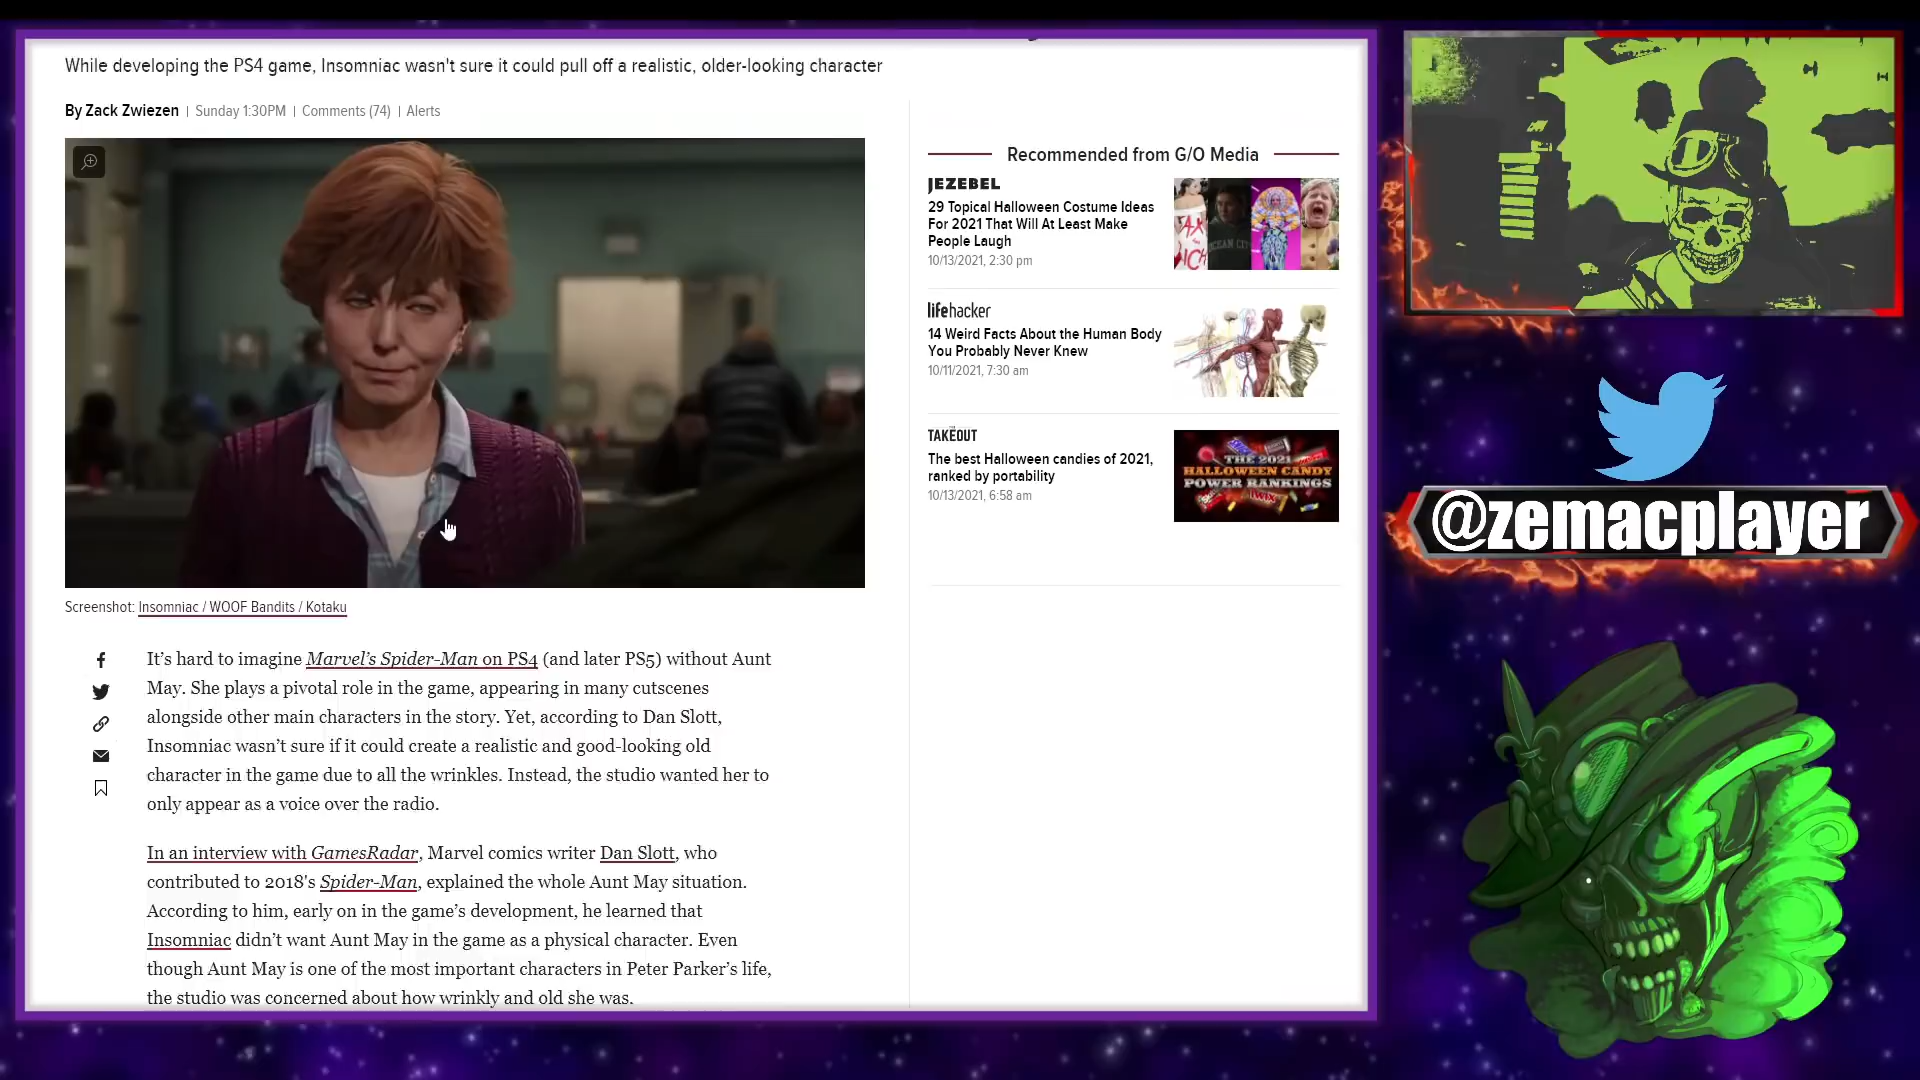 While developing the PS4 game, Insomniac wasn't sure it could pull off a realistic, older-looking character
By Zack Zwiezen | Sunday 1:30PM | Comments (74) | Alerts
Screenshot: Insomniac / WOOF Bandits / Kotaku
It's hard to imagine Marvel's Spider-Man on PS4 (and later PS5) without Aunt
May. She plays a pivotal role in the game, appearing in many cutscenes
alongside other main characters in the story. Yet, according to Dan Slott,
Insomniac wasn't sure if it could create a realistic and good-looking old
character in the game due to all the wrinkles. Instead, the studio wanted her to
only appear as a voice over the radio.
In an interview with GamesRadar, Marvel comics writer Dan Slott, who
contributed to 2018's Spider-Man, explained the whole Aunt May situation.
According to him, early on in the game's development, he learned that
Insomniac didn't want Aunt May in the game as a physical character. Even
though Aunt May is one of the most important characters in Peter Parker's life,
the studio was concerned about how wrinkly and old she was.
Recommended from G/O Media
JEZEBEL
29 Topical Halloween Costume Ideas
For 2021 That Will At Least Make
People Laugh
10/13/2021, 2:30 pm
OCEAN CITY
lifehacker
14 Weird Facts About the Human Body
You Probably Never Knew
10/11/2021, 7:30 am
THE TAKEOUT
The best Halloween candies of 2021,
ranked by portability
10/13/2021, 6:58 am
THE 2021
HALLOWEEN CANDY
POWER RANKINGS
TWIX
@zemacplayer